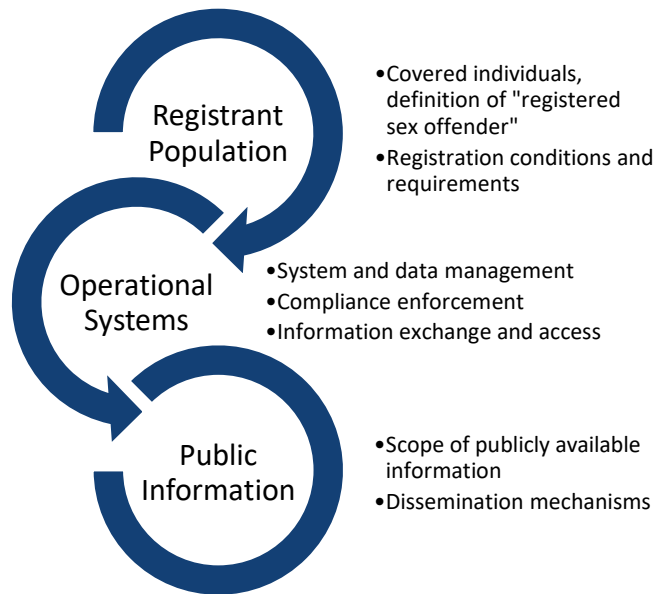 Registrant
Population
•Covered individuals,
definition of "registered
sex offender"
•Registration conditions and
requirements
Operational
Systems
•System and data management
•Compliance enforcement
•Information exchange and access
Public
Information
•Scope of publicly available
information
•Dissemination mechanisms